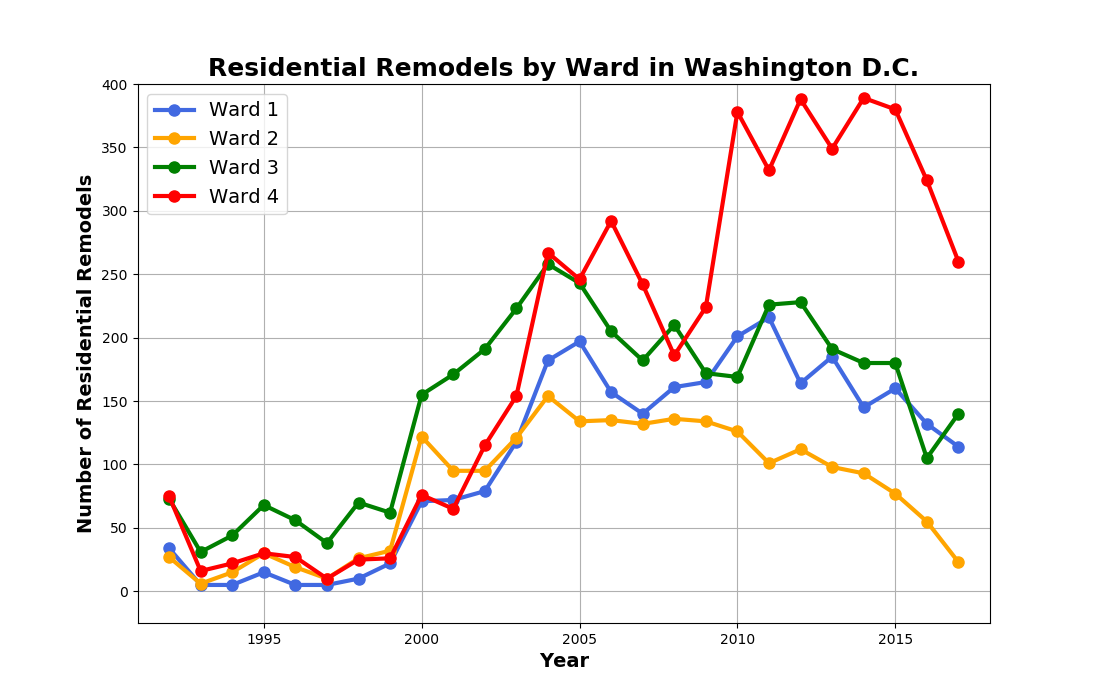 Residential Remodels by Ward in Washington D.C.
Number of Residential Remodels
400
350
300
250
200
150
100
50
0
Ward 1
Ward 2
Ward 3
Ward 4
1995
2000
2005
2010
2015
Year